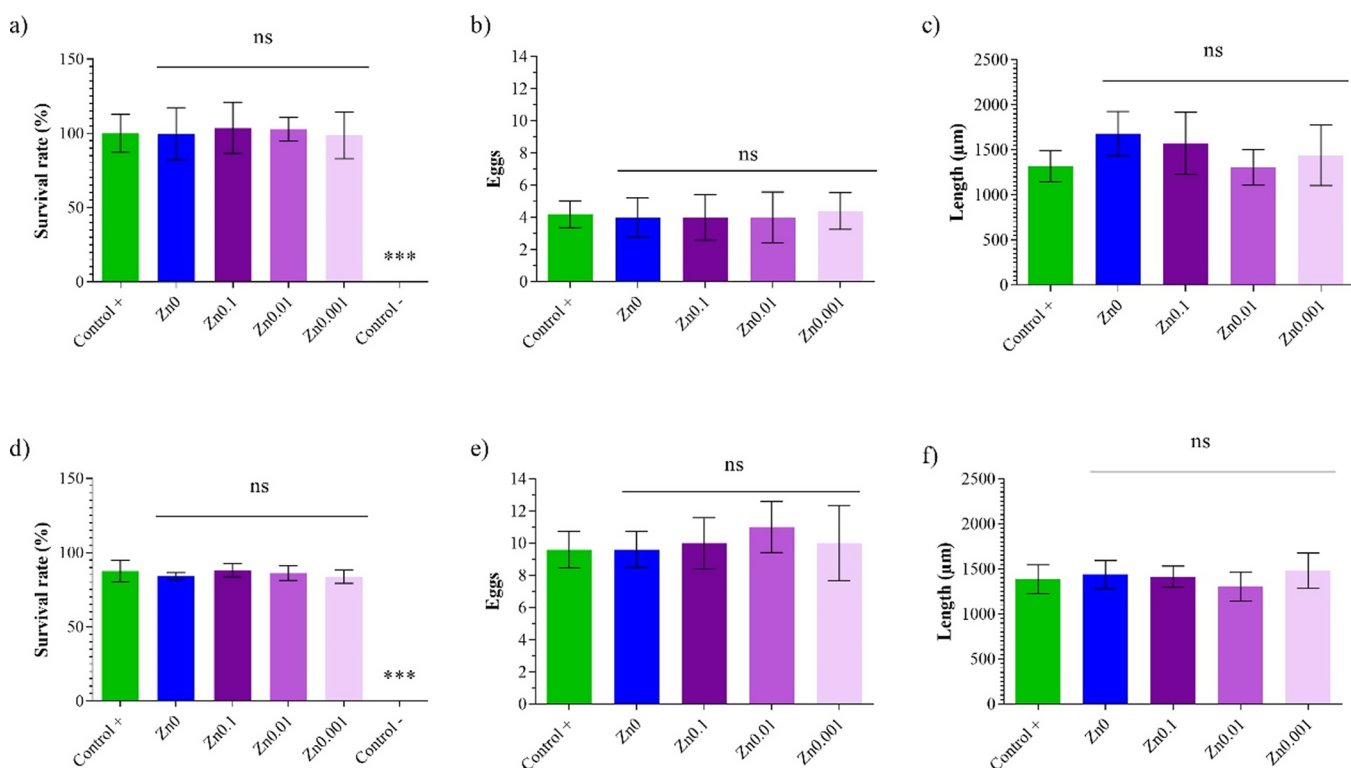 a)
ns
Survival rate (%)
150
100
50
0
***
Control +
Zn0
Zn0.1
Zn0.01
Zn0.001
Control -
b)
ns
Eggs
14
12
10
8
6
4
2
0
Control +
Zn0
Zn0.1
Zn0.01
Zn0.001
c)
ns
Length (µm)
2500
2000
1500
1000
500
0
Control +
Zn0
Zn0.1
Zn0.01
Zn0.001
d)
ns
Survival rate (%)
150
100
50
0
***
Control +
Zn0
Zn0.1
Zn0.01
Zn0.001
Control -
e)
ns
Eggs
14
12
10
8
6
4
2
0
Control +
Zn0
Zn0.1
Zn0.01
Zn0.001
f)
ns
Length (µm)
2500
2000
1500
1000
500
0
Control +
Zn0
Zn0.1
Zn0.01
Zn0.001